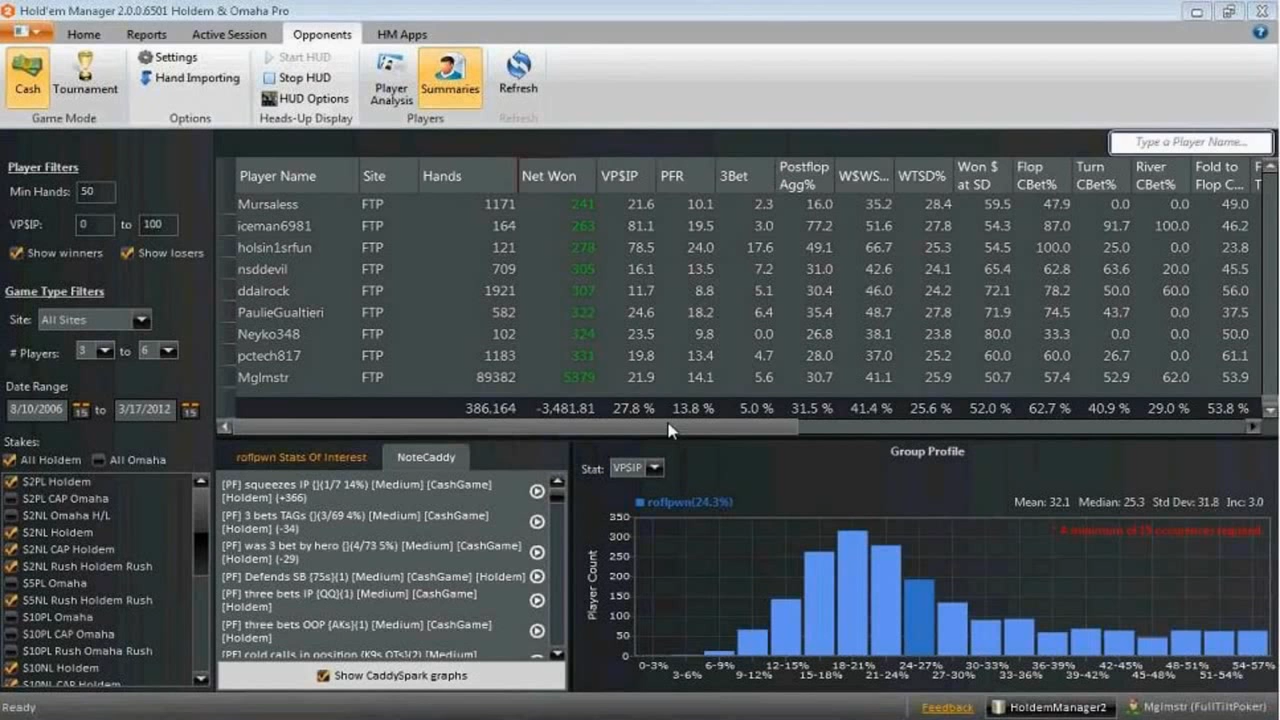 Hold'em Manager 2.0.0.6501 Holdem & Omaha Pro
Home Reports Active Session Opponents HM Apps
Cash
Tournament
Game Mode
Settings
Hand Importing
Options
Start HUD
Stop HUD
HUD Options
Heads-Up Display
Player Analysis
Summaries
Players
Refresh
Refresh
Type a Player Name...
Player Filters
Min Hands: 50
VP$IP: 0 to 100
Show winners Show losers
Game Type Filters
Site: All Sites
# Players: 3 to 6
Date Range:
8/10/2006 15 to 3/17/2012 15
Stakes:
All Holdem All Omaha
$2PL Holdem
$2PL CAP Omaha
$2NL Omaha H/L
$2NL Holdem
$2NL CAP Holdem
$2NL Rush Holdem Rush
$5PL Omaha
$5NL Rush Holdem Rush
$10PL Omaha
$10PL CAP Omaha
$10PL Rush Omaha Rush
$10NL Holdem
$10NL CAP Holdem
Player Name Site Hands Net Won VP$IP PFR 3Bet Postflop Agg% W$WS... WTSD% Won $ at SD Flop CBet% Turn CBet% River CBet% Fold to Flop C... F T
Mursaless FTP 1171 241 21.6 10.1 2.3 16.0 35.2 28.4 59.5 47.9 0.0 0.0 49.0
iceman6981 FTP 164 263 81.1 19.5 3.0 77.2 51.6 27.8 54.3 87.0 91.7 100.0 46.2
holsin1srfun FTP 121 278 78.5 24.0 17.6 49.1 66.7 25.3 54.5 100.0 25.0 0.0 23.8
nsddevil FTP 709 305 16.1 13.5 7.2 31.0 42.6 24.1 65.4 62.8 63.6 20.0 45.5
ddalrock FTP 1921 307 11.7 8.8 5.1 30.4 46.0 24.2 72.1 78.2 50.0 60.0 56.0
PaulieGualtieri FTP 582 322 24.6 18.2 6.4 35.4 48.7 27.8 71.9 74.5 43.7 0.0 37.5
Neyko348 FTP 102 324 23.5 9.8 0.0 26.8 38.1 23.8 80.0 33.3 0.0 0.0 50.0
pctech817 FTP 1183 331 19.8 13.4 4.7 28.0 37.0 25.2 60.0 60.0 26.7 0.0 61.1
Mglmstr FTP 89382 5379 21.9 14.1 5.6 30.7 41.1 25.9 50.7 57.4 52.9 62.0 53.9
386,164 -3,481.81 27.8 % 13.8 % 5.0 % 31.5 % 41.4 % 25.6 % 52.0 % 62.7 % 40.9 % 29.0 % 53.8 %
roflpwn Stats Of Interest NoteCaddy
[PF] squeezes IP {}(1/7 14%) [Medium] [CashGame]
[Holdem] (+366)
[PF] 3 bets TAGs {}(3/69 4%) [Medium] [CashGame]
[Holdem] (-34)
[PF] was 3 bet by hero {}(4/73 5%) [Medium] [CashGame]
[Holdem] (-29)
[PF] Defends SB {75s}(1) [Medium] [CashGame] [Holdem]
[PF] three bets IP {QQ}(1) [Medium] [CashGame]
[Holdem]
[PF] three bets OOP {AKs}(1) [Medium] [CashGame]
[Holdem]
[PF] cold calls in position {K9s QTs}(2) [Medium]
Show CaddySpark graphs
Group Profile
Stat: VP$IP
roflpwn(24.3%)
Mean: 32.1 Median: 25.3 Std Dev: 31.8 Inc: 3.0
* A minimum of 15 occurences required.
Player Count
350
300
250
200
150
100
50
0
0-3% 6-9% 12-15% 18-21% 24-27% 30-33% 36-39% 42-45% 48-51% 54-57%
3-6% 9-12% 15-18% 21-24% 27-30% 33-36% 39-42% 45-48% 51-54%
Ready
Feedback
HoldemManager2
Mglmstr (FullTiltPoker)